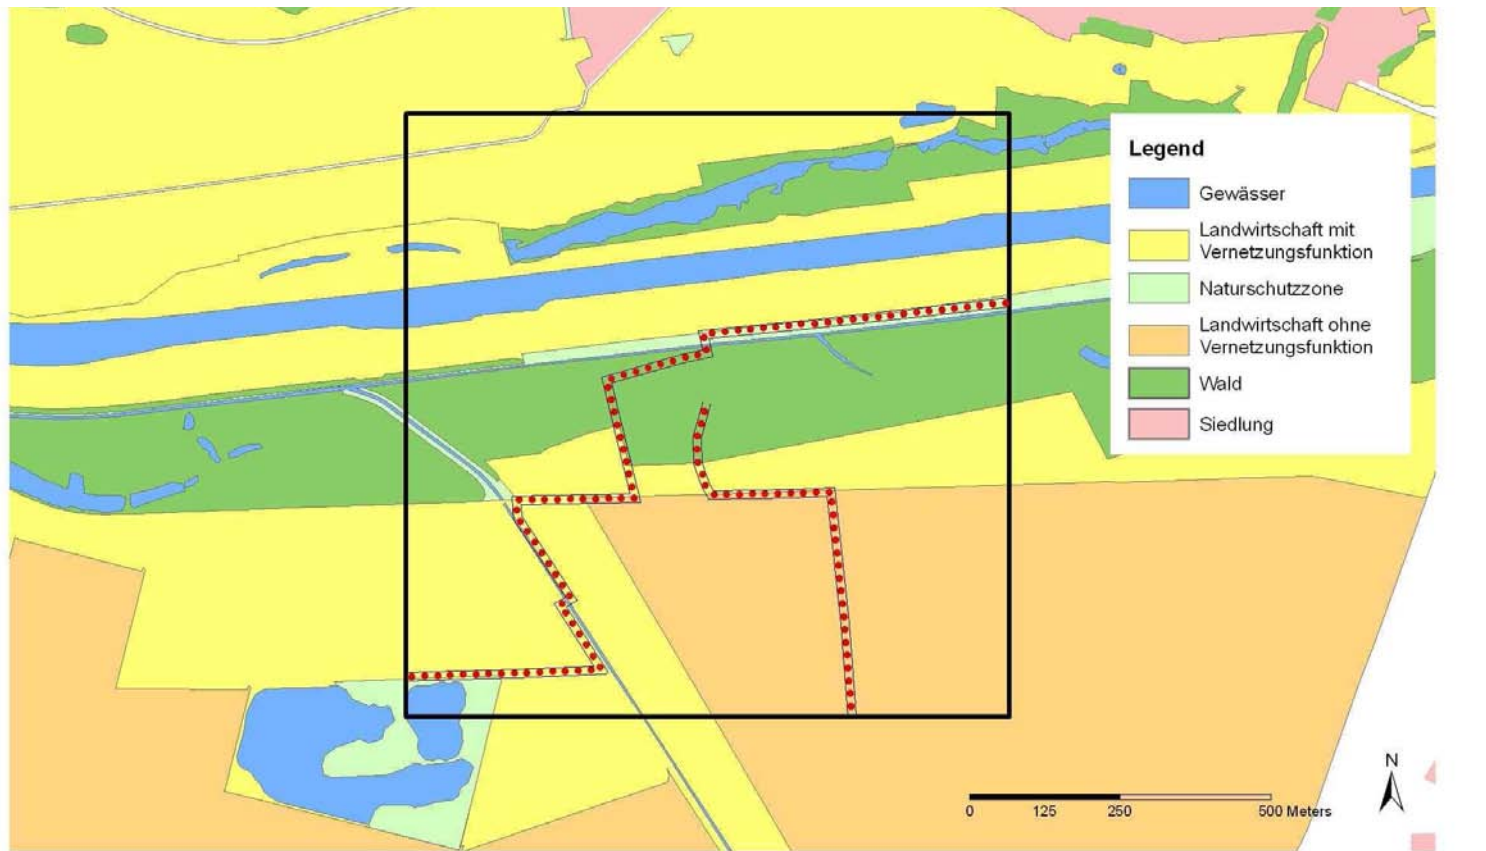 Legend
Gewässer
Landwirtschaft mit
Vernetzungsfunktion
Naturschutzzone
Landwirtschaft ohne
Vernetzungsfunktion
Wald
Siedlung
N
0 125 250 500 Meters